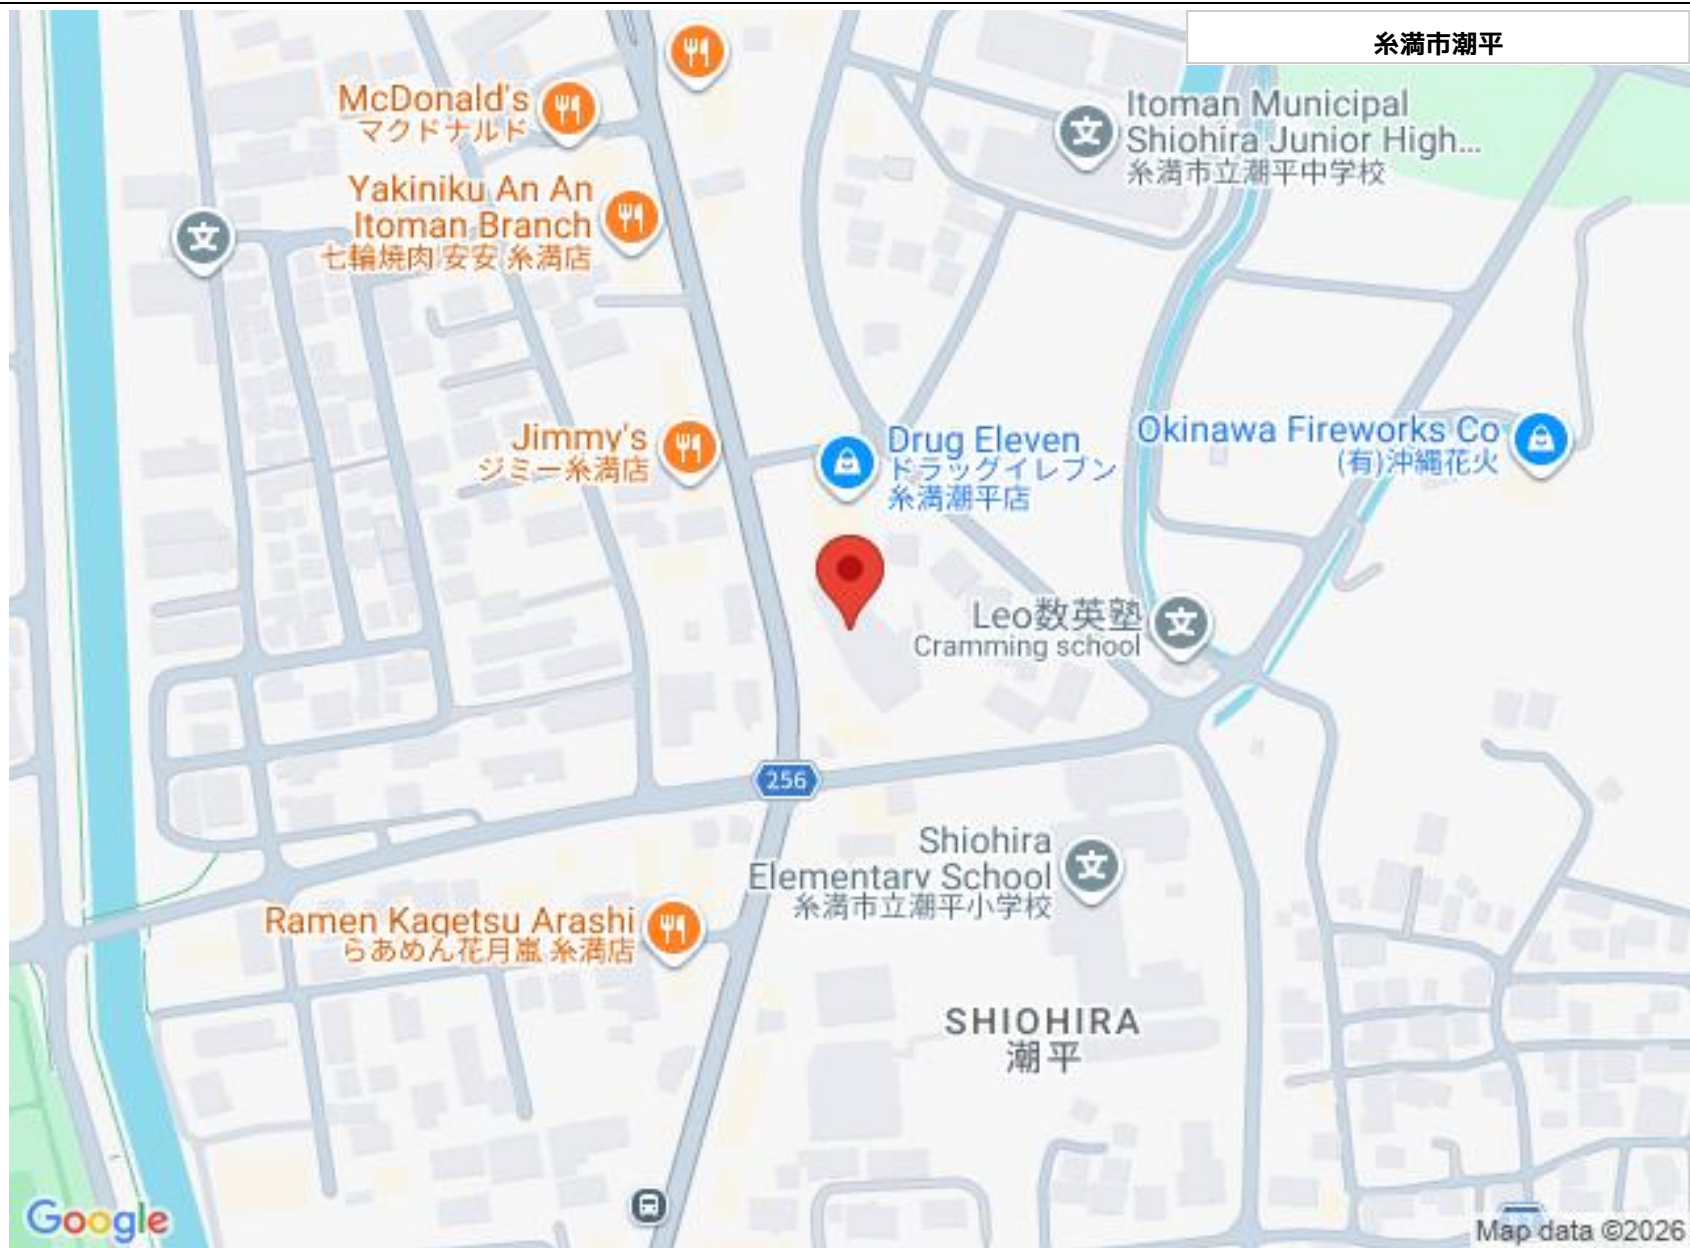 糸満市潮平
McDonald's
マクドナルド
Itoman Municipal
Shiohira Junior High...
糸満市立潮平中学校
文
Yakiniku An An
Itoman Branch
七輪焼肉 安安 糸満店
文
Jimmy's
ジミー糸満店
Drug Eleven
ドラッグイレブン
糸満潮平店
Okinawa Fireworks Co
(有)沖縄花火
Leo数英塾
Cramming school
文
256
Shiohira
Elementary School
糸満市立潮平小学校
文
Ramen Kagetsu Arashi
らあめん花月嵐 糸満店
SHIOHIRA
潮平
Google
Map data ©2026